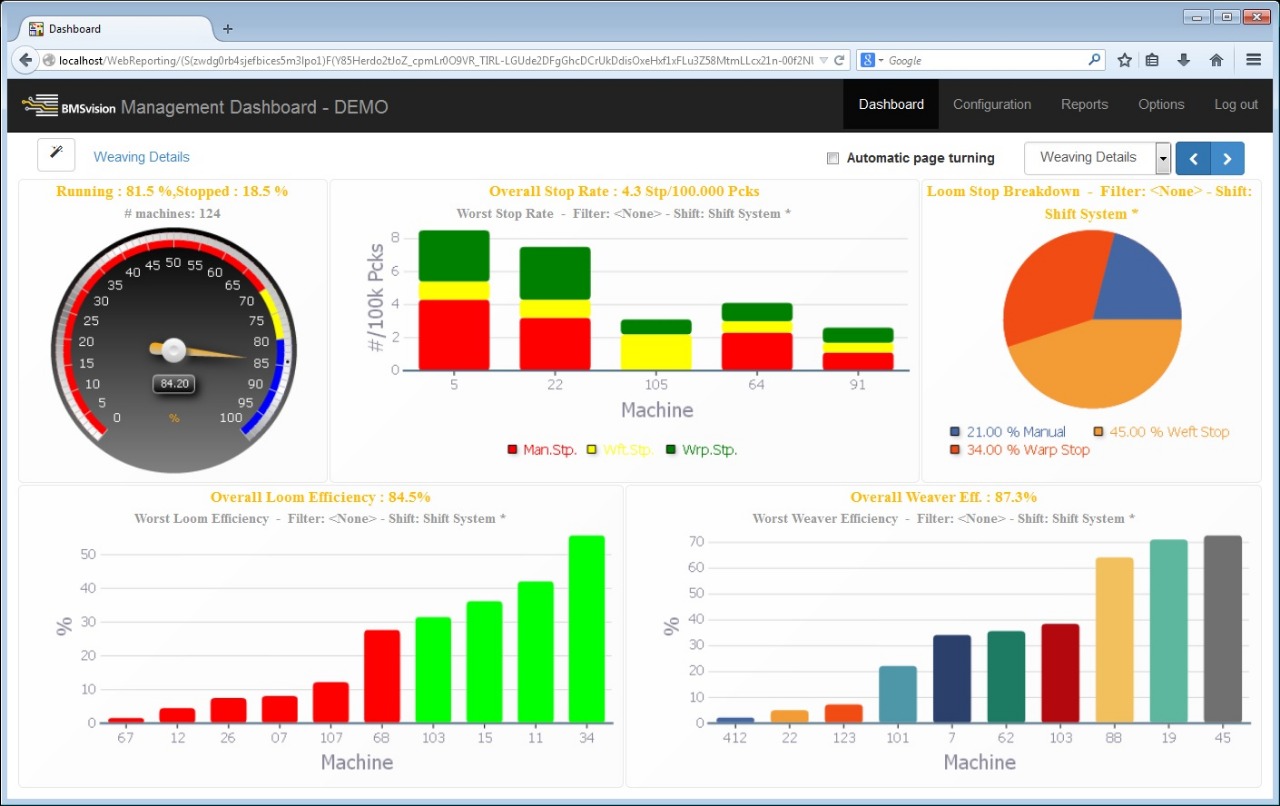 Dashboard
localhost/WebReporting/(S(zwdg0rb4sjefbices5m3lpo1)F(Y85Herdo2tJoZ_cpmLr0O9VR_TIRL-LGUde2DFgGhcDCrUkDdisOxeHxf1xFLu3Z58MtmLLcx21n-00f2NU
Google
BMSvision Management Dashboard - DEMO
Dashboard Configuration Reports Options Log out
Weaving Details
Automatic page turning
Weaving Details
Running : 81.5 %,Stopped : 18.5 %
# machines: 124
0 5 10 15 20 25 30 35 40 45 50 55 60 65 70 75 80 85 90 95 100
84.20
%
Overall Stop Rate : 4.3 Stp/100.000 Pcks
Worst Stop Rate - Filter: <None> - Shift: Shift System *
#/100k Pcks
8
6
4
2
0
5 22 105 64 91
Machine
Man.Stp. Wft.Stp. Wrp.Stp.
Loom Stop Breakdown - Filter: <None> - Shift:
Shift System *
21.00 % Manual 45.00 % Weft Stop
34.00 % Warp Stop
Overall Loom Efficiency : 84.5%
Worst Loom Efficiency - Filter: <None> - Shift: Shift System *
%
50
40
30
20
10
0
67 12 26 07 107 68 103 15 11 34
Machine
Overall Weaver Eff. : 87.3%
Worst Weaver Efficiency - Filter: <None> - Shift: Shift System *
%
70
60
50
40
30
20
10
0
412 22 123 101 7 62 103 88 19 45
Machine